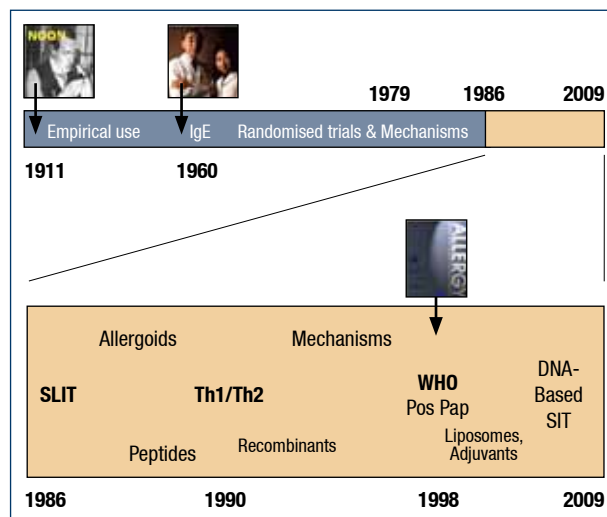 NOON
1979 1986 2009
Empirical use IgE Randomised trials & Mechanisms
1911 1960
ALLERGY
Allergoids Mechanisms
SLIT Th1/Th2 WHO
Pos Pap
DNA-
Based
SIT
Peptides Recombinants Liposomes,
Adjuvants
1986 1990 1998 2009